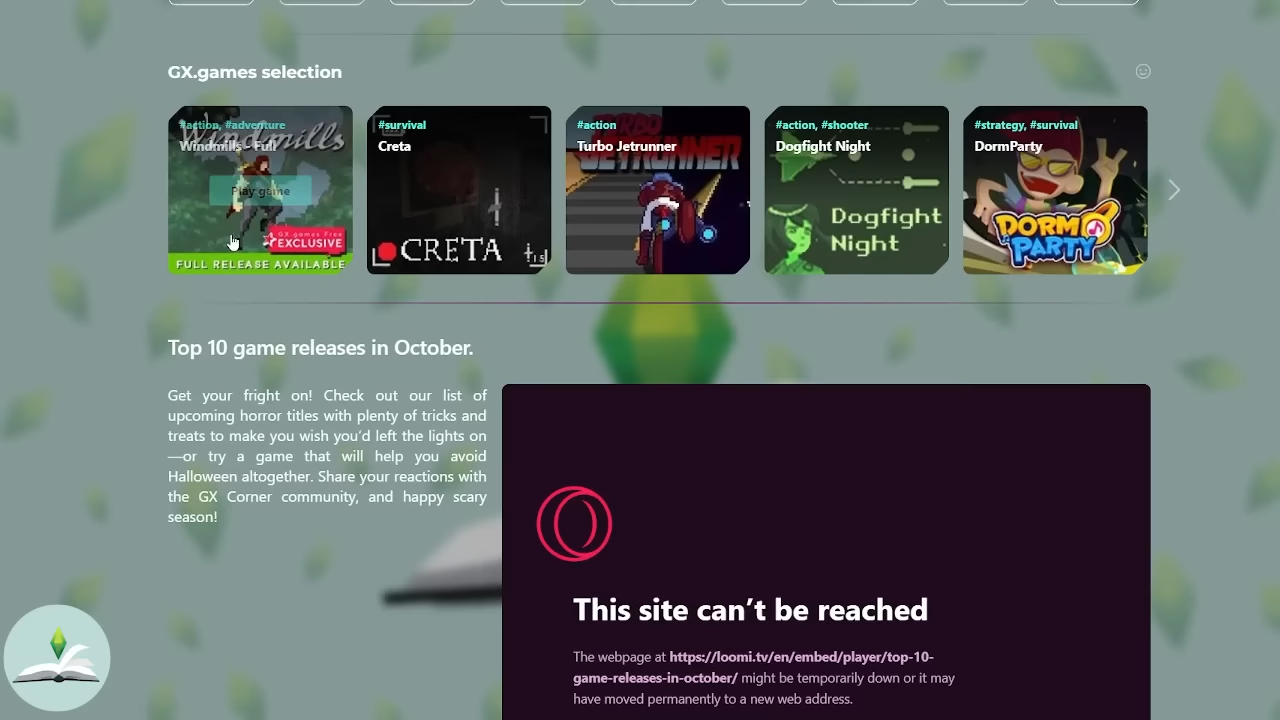 GX.games selection
#action, #adventure
Windmills
Windmills - Full
Play game
GX.games Free
EXCLUSIVE
FULL RELEASE AVAILABLE
#survival
Creta
CRETA
#action
Turbo Jetrunner
TURBO
JETRUNNER
#action, #shooter
Dogfight Night
Dogfight
Night
#strategy, #survival
DormParty
DORM
PARTY
Top 10 game releases in October.
Get your fright on! Check out our list of
upcoming horror titles with plenty of tricks and
treats to make you wish you’d left the lights on
—or try a game that will help you avoid
Halloween altogether. Share your reactions with
the GX Corner community, and happy scary
season!
This site can’t be reached
The webpage at https://loomi.tv/en/embed/player/top-10-
game-releases-in-october/ might be temporarily down or it may
have moved permanently to a new web address.